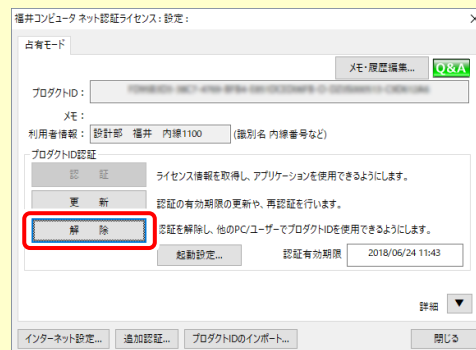 福井コンピュータ ネット認証ライセンス : 設定 :
占有モード
メモ・履歴編集... Q&A
プロダクトID :
メモ :
利用者情報 : 設計部 福井 内線1100 (識別名 内線番号など)
プロダクトID認証
認 証 ライセンス情報を取得し、アプリケーションを使用できるようにします。
更 新 認証の有効期限の更新や、再認証を行います。
解 除 認証を解除し、他のPC/ユーザーでプロダクトIDを使用できるようにします。
起動設定... 認証有効期限 2018/06/24 11:43
詳細 ▼
インターネット設定... 追加認証... プロダクトIDのインポート... 閉じる